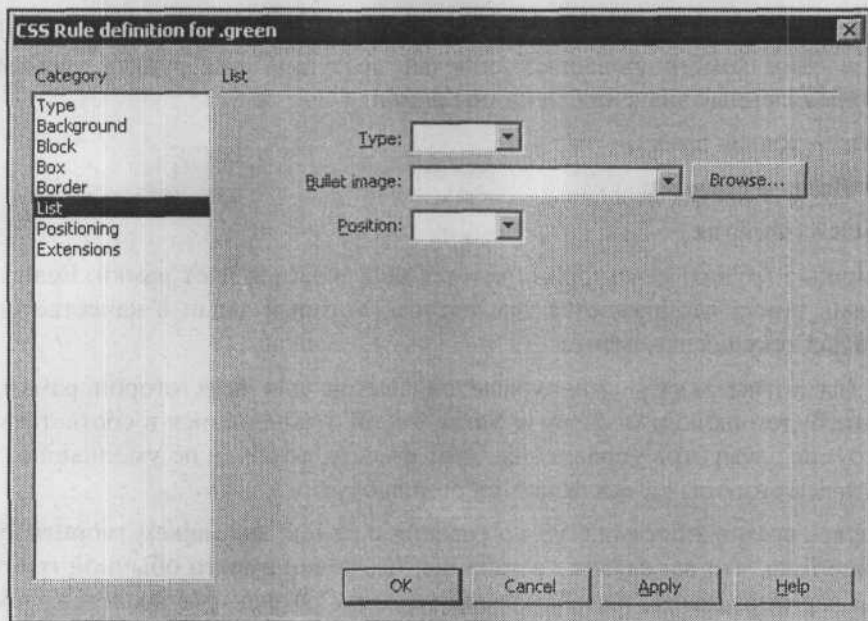 CSS Rule definition for .green
Category
List
Type
Background
Block
Box
Border
List
Positioning
Extensions
Type:
Bullet image:
Browse...
Position:
OK
Cancel
Apply
Help